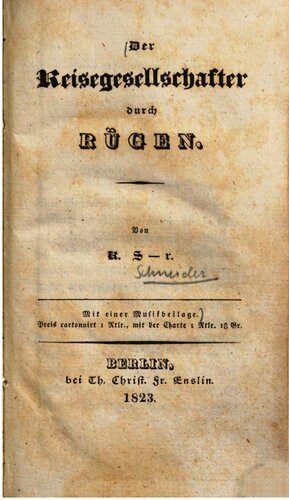 Der
Reisegesellschafter
durch
RÜGEN.
Von
K. S—r.
Schneider
Mit einer Musikbeilage.)
Preis cartonnirt 1 Rtlr., mit der Charte 1 Rtlr. 18 Gr.
BERLIN,
bei Th. Christ. Fr. Enslin.
1823.